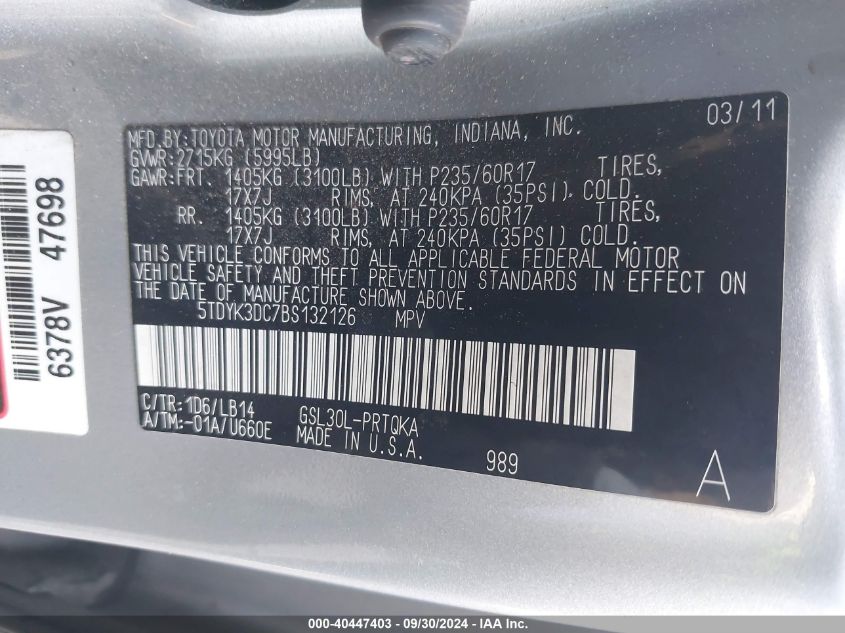 03/11
MFD.BY:TOYOTA MOTOR MANUFACTURING, INDIANA, INC.
GVWR:2715KG (5995LB)
GAWR:FRT. 1405KG (3100LB) WITH P235/60R17 TIRES,
17X7J RIMS, AT 240KPA (35PSI) COLD.
RR. 1405KG (3100LB) WITH P235/60R17 TIRES,
17X7J RIMS, AT 240KPA (35PSI) COLD.
THIS VEHICLE CONFORMS TO ALL APPLICABLE FEDERAL MOTOR
VEHICLE SAFETY AND THEFT PREVENTION STANDARDS IN EFFECT ON
THE DATE OF MANUFACTURE SHOWN ABOVE.
5TDYK3DC7BS132126 MPV
C/TR:1D6/LB14 GSL30L-PRTQKA
A/TM:-01A/U660E MADE IN U.S.A.
989
A
6378V 47698
000-40447403 - 09/30/2024 - IAAI.com.